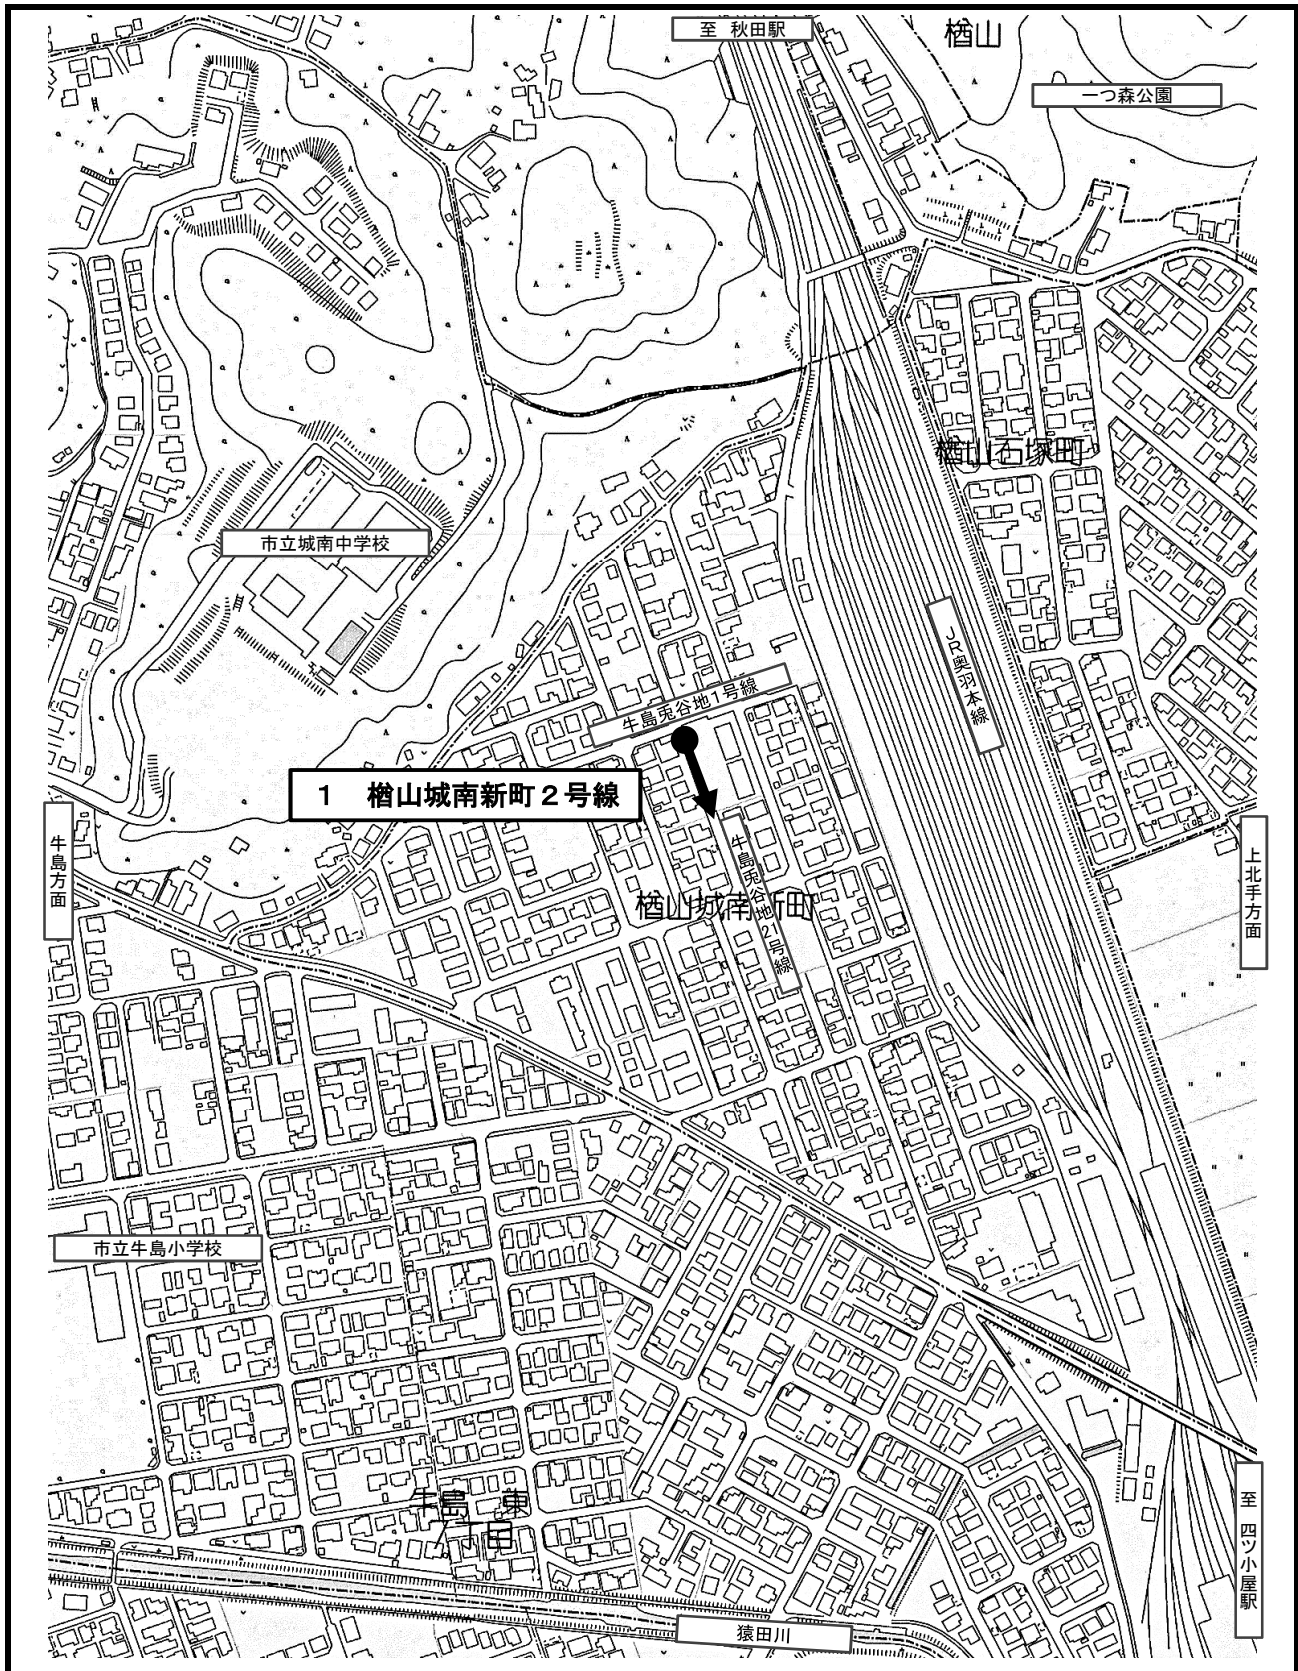 至 秋田駅
楢山
一つ森公園
楢山石塚町
市立城南中学校
JR奥羽本線
牛島兎谷地1号線
1 楢山城南新町2号線
牛島方面
牛島兎谷地21号線
楢山城南新町
上北手方面
市立牛島小学校
牛島 東
7丁目
至 四ツ小屋駅
猿田川